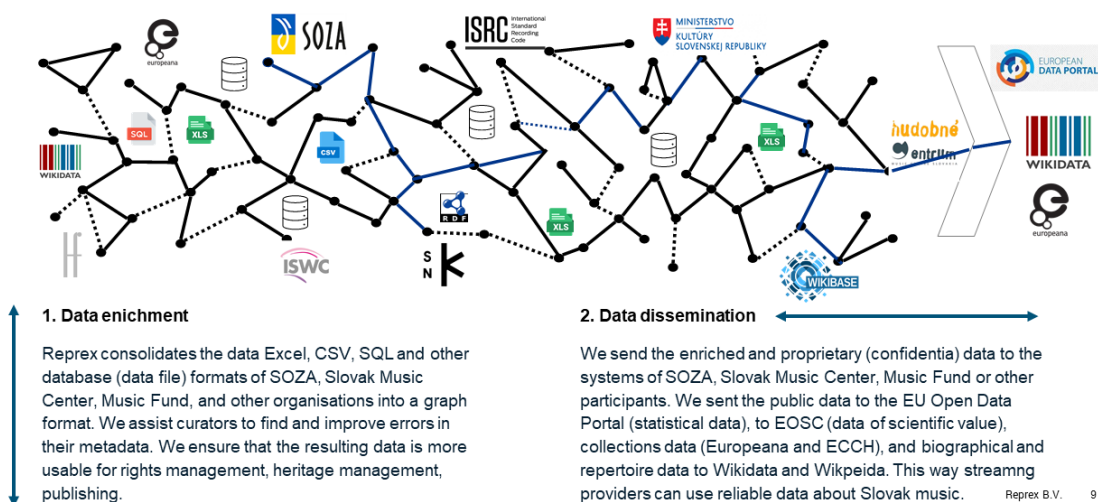 europeana
SOZA
ISRC International Standard Recording Code
MINISTERSTVO
KULTÚRY
SLOVENSKEJ REPUBLIKY
EUROPEAN
DATA PORTAL
SQL
XLS
CSV
XLS
hudobné
centrum
WIKIDATA
WIKIDATA
RDF
XLS
europeana
lf
ISWC
S
N K
WIKIBASE
1. Data enichment
2. Data dissemination
Reprex consolidates the data Excel, CSV, SQL and other
database (data file) formats of SOZA, Slovak Music
Center, Music Fund, and other organisations into a graph
format. We assist curators to find and improve errors in
their metadata. We ensure that the resulting data is more
usable for rights management, heritage management,
publishing.
We send the enriched and proprietary (confidentia) data to the
systems of SOZA, Slovak Music Center, Music Fund or other
participants. We sent the public data to the EU Open Data
Portal (statistical data), to EOSC (data of scientific value),
collections data (Europeana and ECCH), and biographical and
repertoire data to Wikidata and Wikpeida. This way streamng
providers can use reliable data about Slovak music.
Reprex B.V. 9